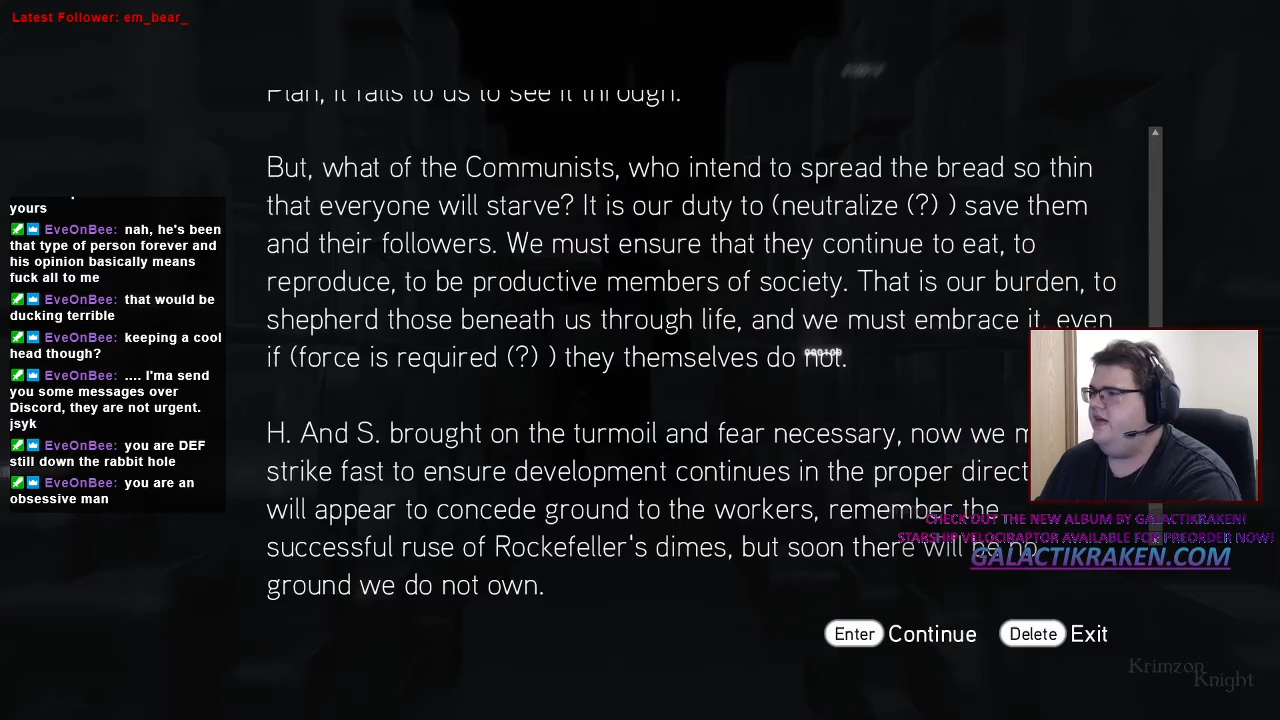 Latest Follower: em_bear_
Plan, it falls to us to see it through.
But, what of the Communists, who intend to spread the bread so thin
that everyone will starve? It is our duty to (neutralize (?) ) save them
and their followers. We must ensure that they continue to eat, to
reproduce, to be productive members of society. That is our burden, to
shepherd those beneath us through life, and we must embrace it, even
if (force is required (?) ) they themselves do not.
H. And S. brought on the turmoil and fear necessary, now we
strike fast to ensure development continues in the proper
will appear to concede ground to the workers, remember the
successful ruse of Rockefeller's dimes, but soon there will be no
ground we do not own.
Enter Continue Delete Exit
yours
EveOnBee: nah, he's been
that type of person forever and
his opinion basically means
fuck all to me
EveOnBee: that would be
ducking terrible
EveOnBee: keeping a cool
head though?
EveOnBee: .... I'ma send
you some messages over
Discord, they are not urgent.
jsyk
EveOnBee: you are DEF
still down the rabbit hole
EveOnBee: you are an
obsessive man
CHECK OUT THE NEW ALBUM BY GALACTIKRAKEN!
STARSHIP VELOCIRAPTOR AVAILABLE FOR PREORDER NOW!
GALACTIKRAKEN.COM
Krimzon
Knight